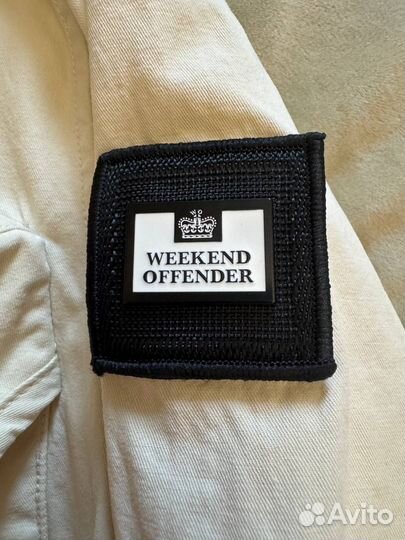 W O
WEEKEND
OFFENDER
Avito